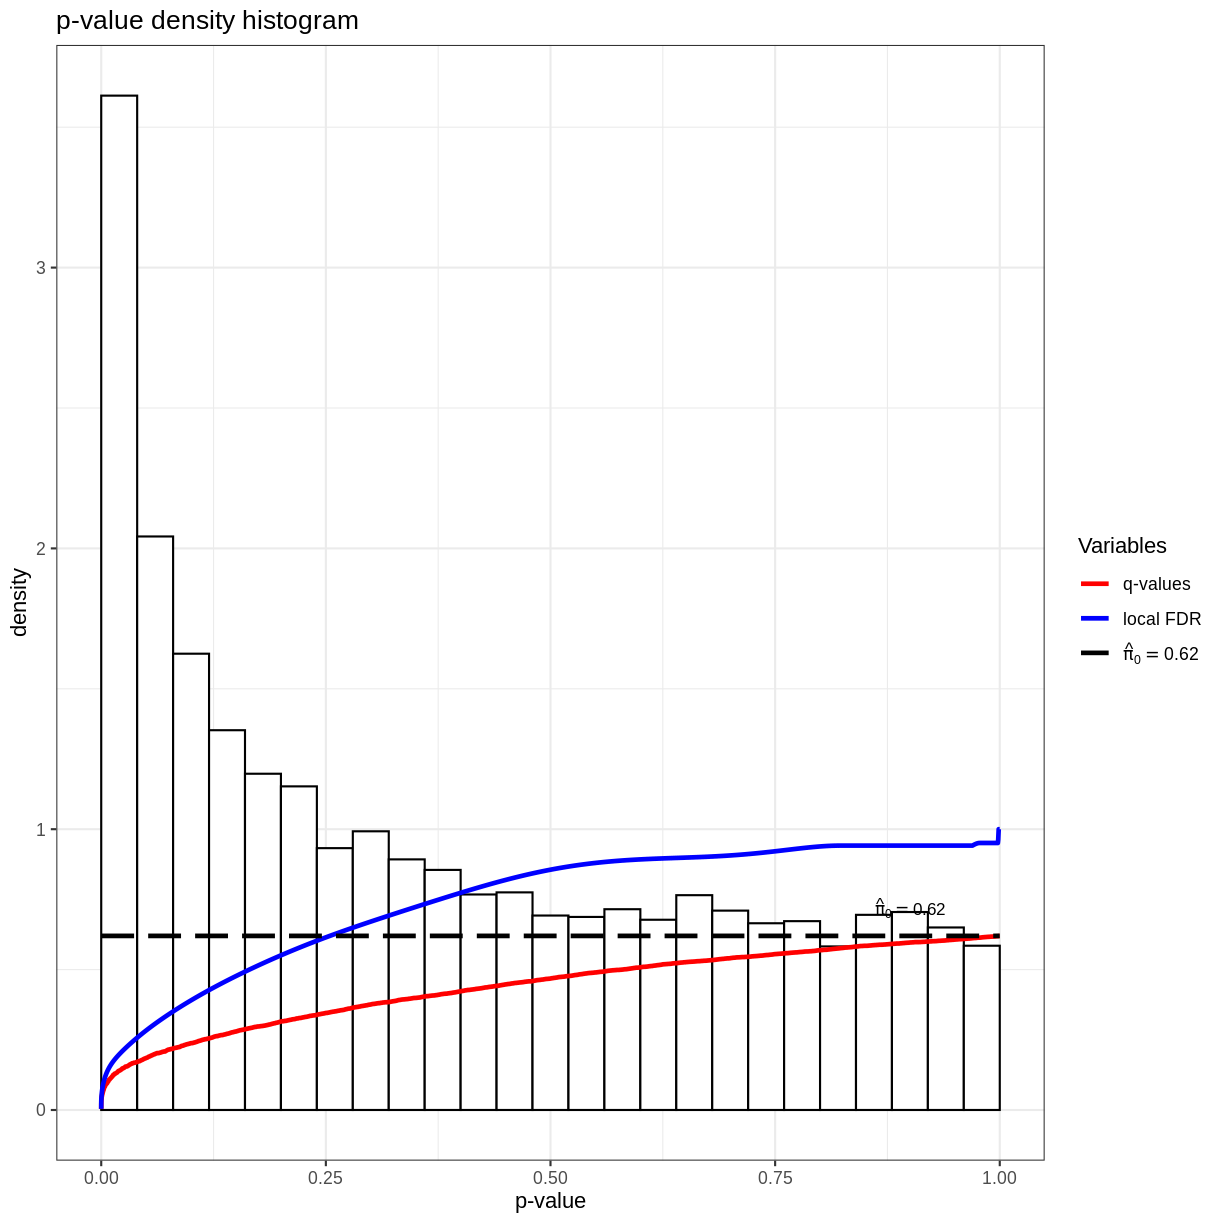 p-value density histogram
3
2
1
0
density
0.00 0.25 0.50 0.75 1.00
p-value
π̂₀ = 0.62
Variables
q-values
local FDR
π̂₀ = 0.62